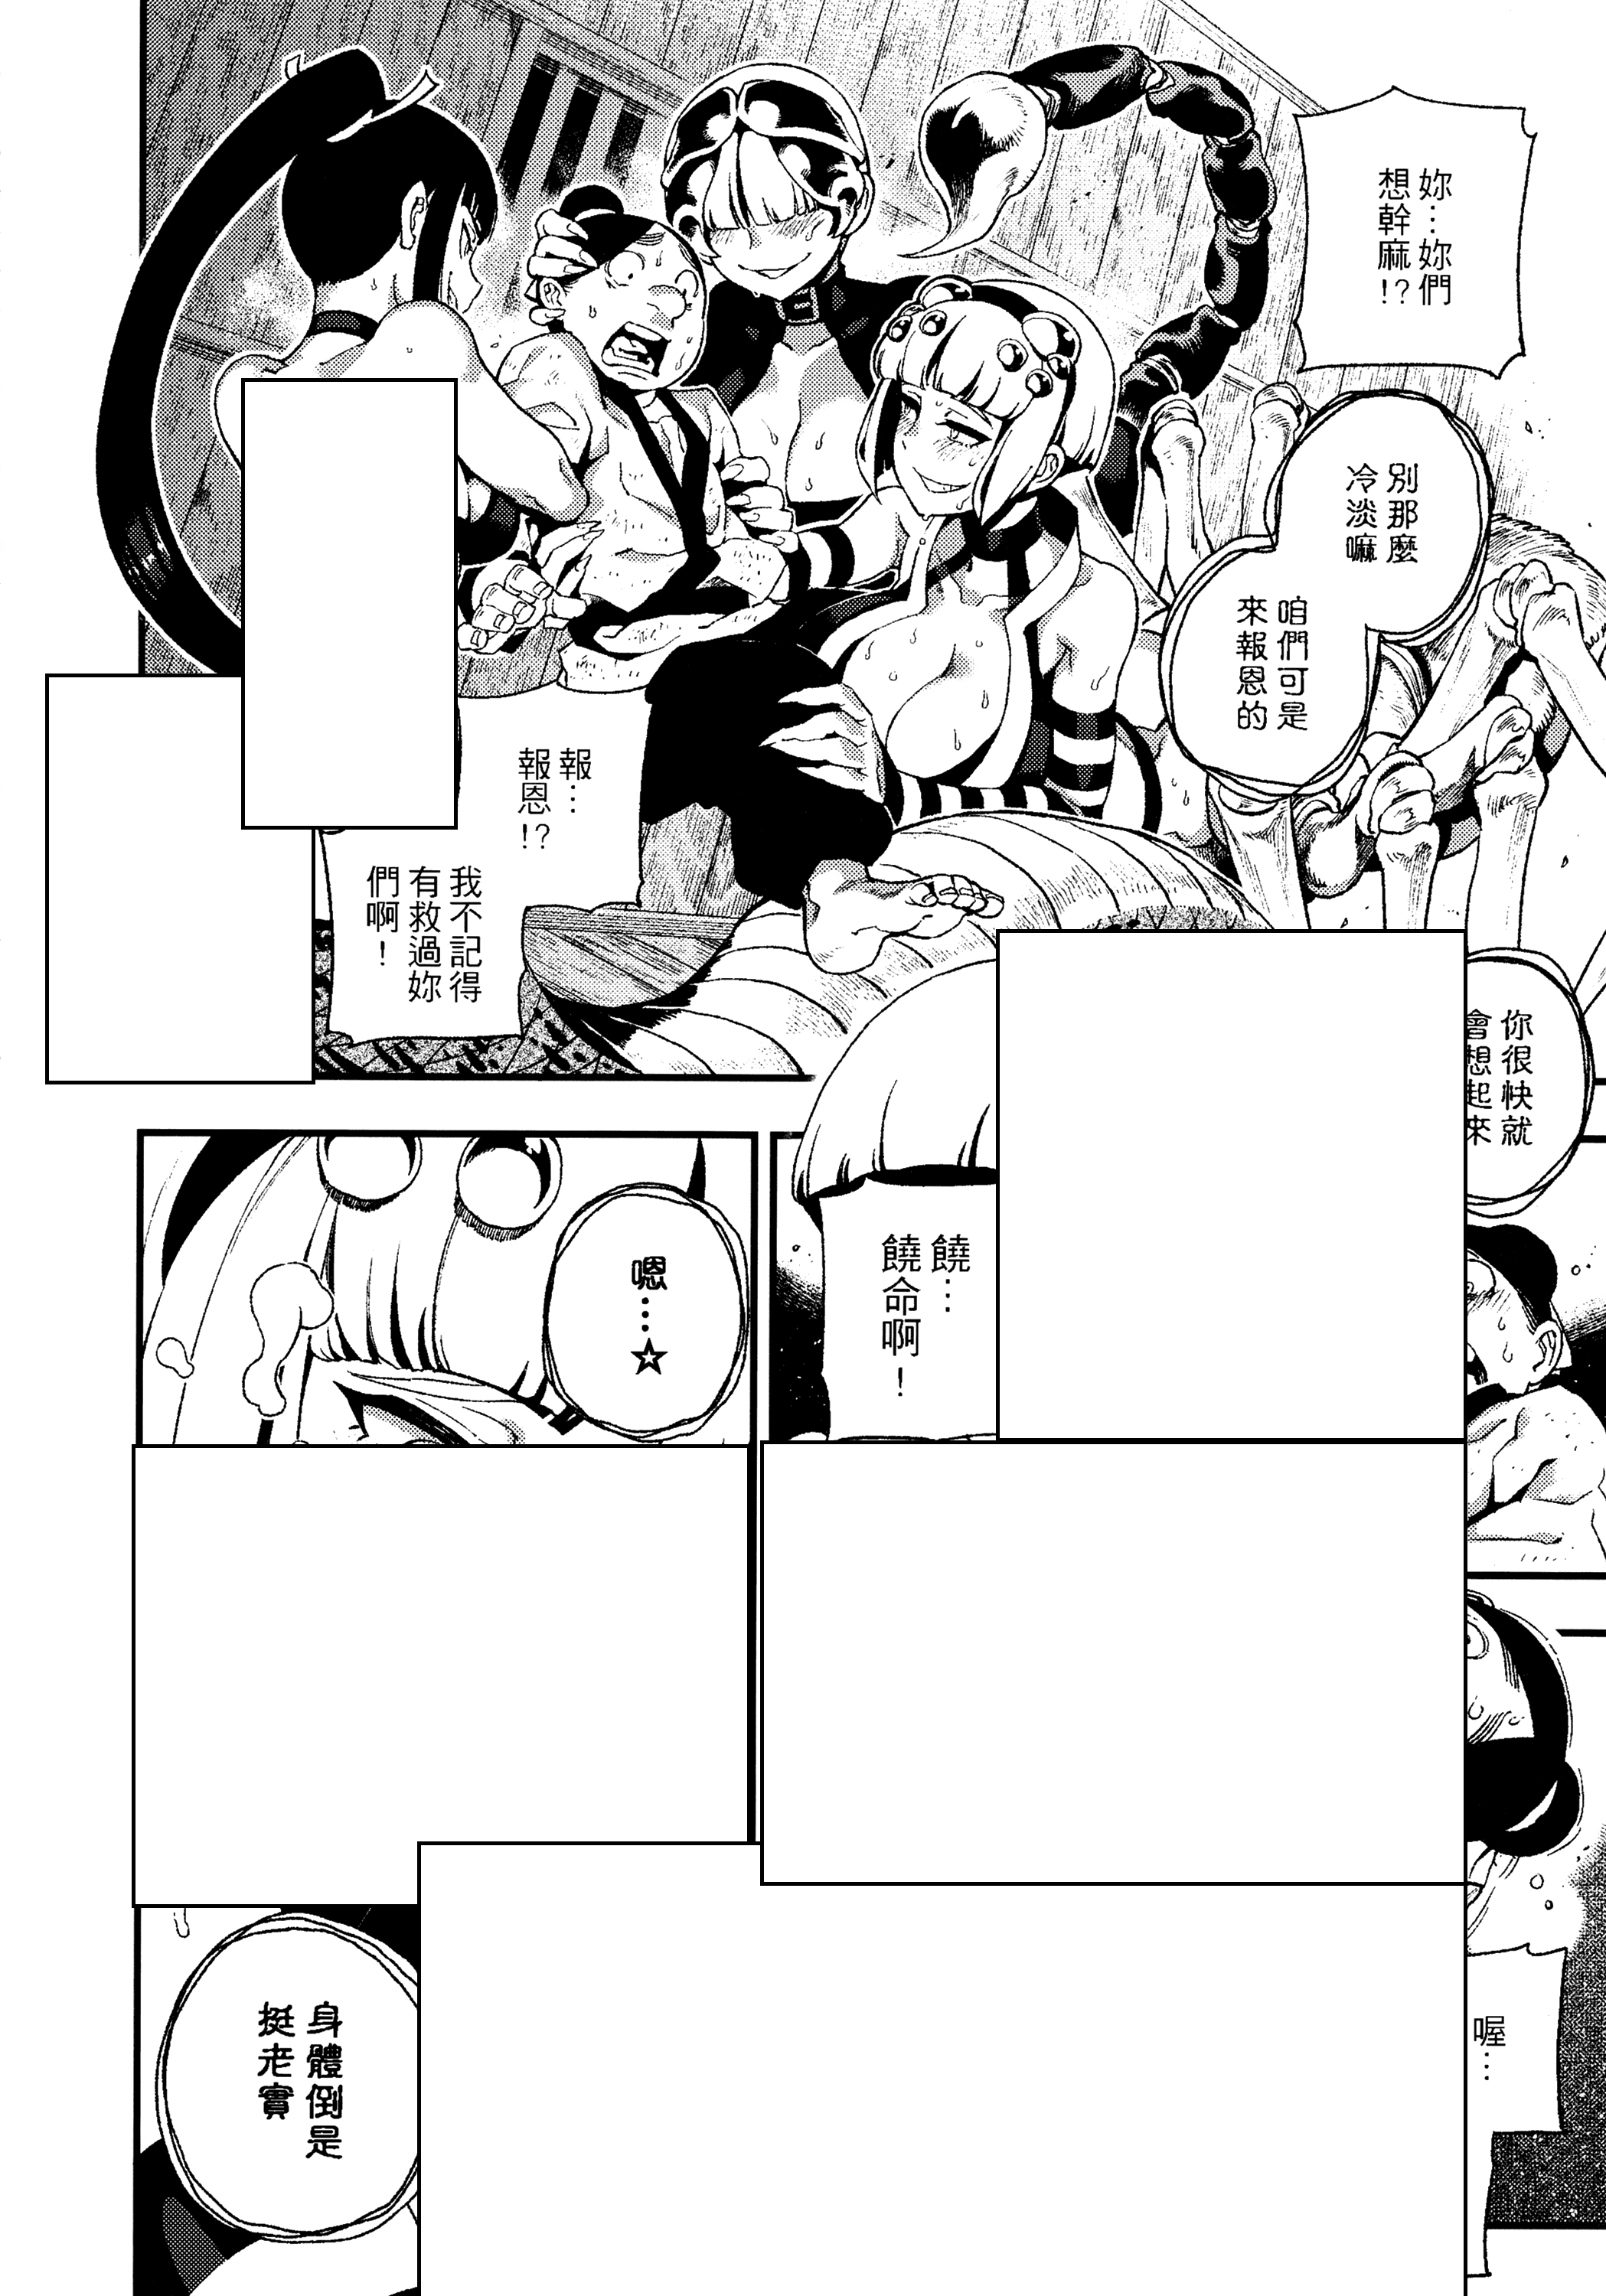 妳…妳們
想幹麻!?
別那麼
冷淡嘛
咱們可是
來報恩的
報…
報恩!?
我不記得
有救過妳
們啊!
你很快就
會想起來
饒…
饒命啊!
嗯…☆
喔…
身體倒是
挺老實